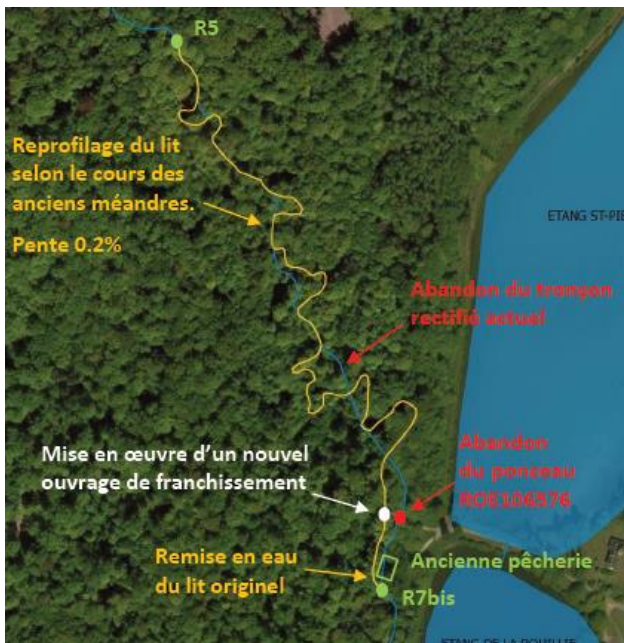 R5
Reprofilage du lit
selon le cours des
anciens méandres.
Pente 0.2%
ETANG ST-PIE
Abandon du tronçon
rectifié actuel
Mise en œuvre d'un nouvel
ouvrage de franchissement
Abandon
du ponceau
ROE106576
Remise en eau
du lit originel
Ancienne pêcherie
R7bis
ETANG DE LA ROUILLIE